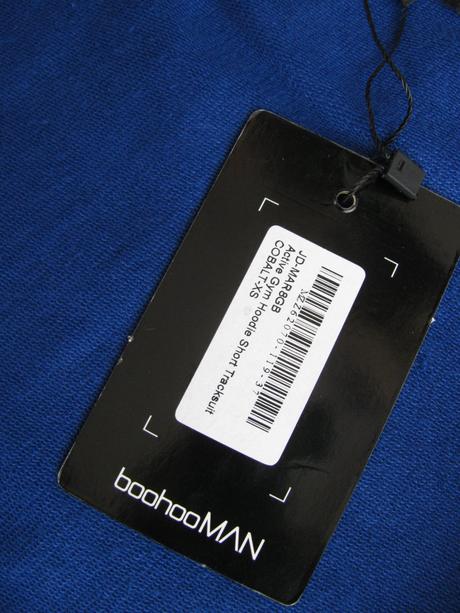 JD-MAR8GB
Active Gym Hoodie Short Tracksuit
COBALT-XS
boohooMAN